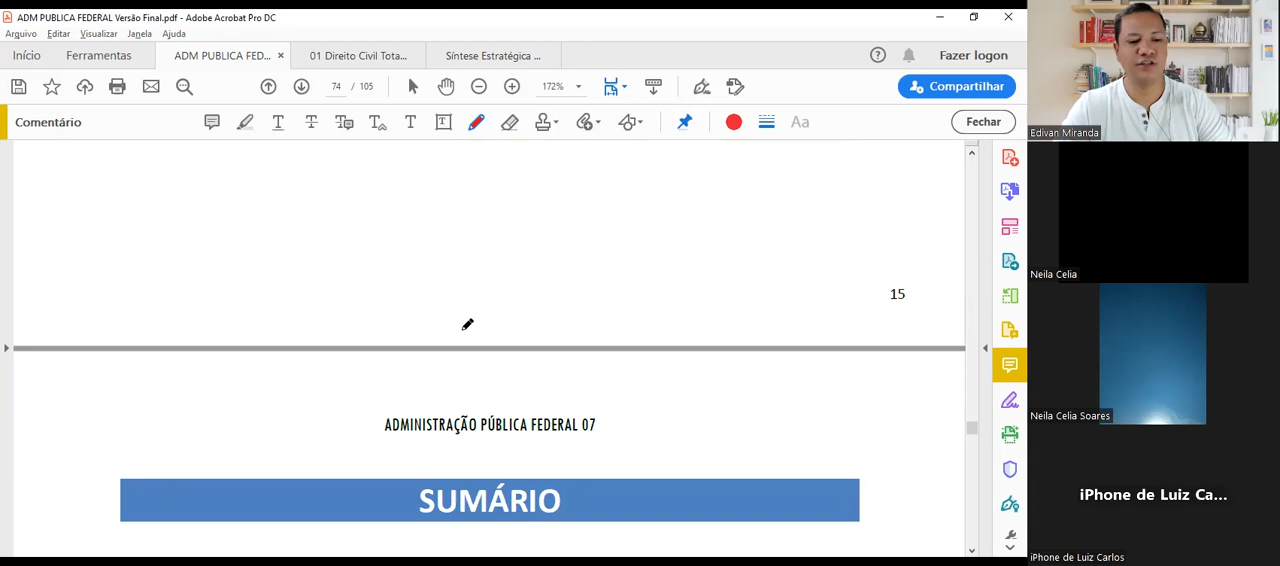 ADM PUBLICA FEDERAL Versão Final.pdf - Adobe Acrobat Pro DC
Arquivo Editar Visualizar Janela Ajuda
Início Ferramentas ADM PUBLICA FED... × 01 Direito Civil Tota... Síntese Estratégica ... Fazer logon
74 / 105 172% Compartilhar
Comentário Aa Fechar
15
ADMINISTRAÇÃO PÚBLICA FEDERAL 07
SUMÁRIO
Edivan Miranda
Neila Celia
Neila Celia Soares
iPhone de Luiz Ca...
iPhone de Luiz Carlos